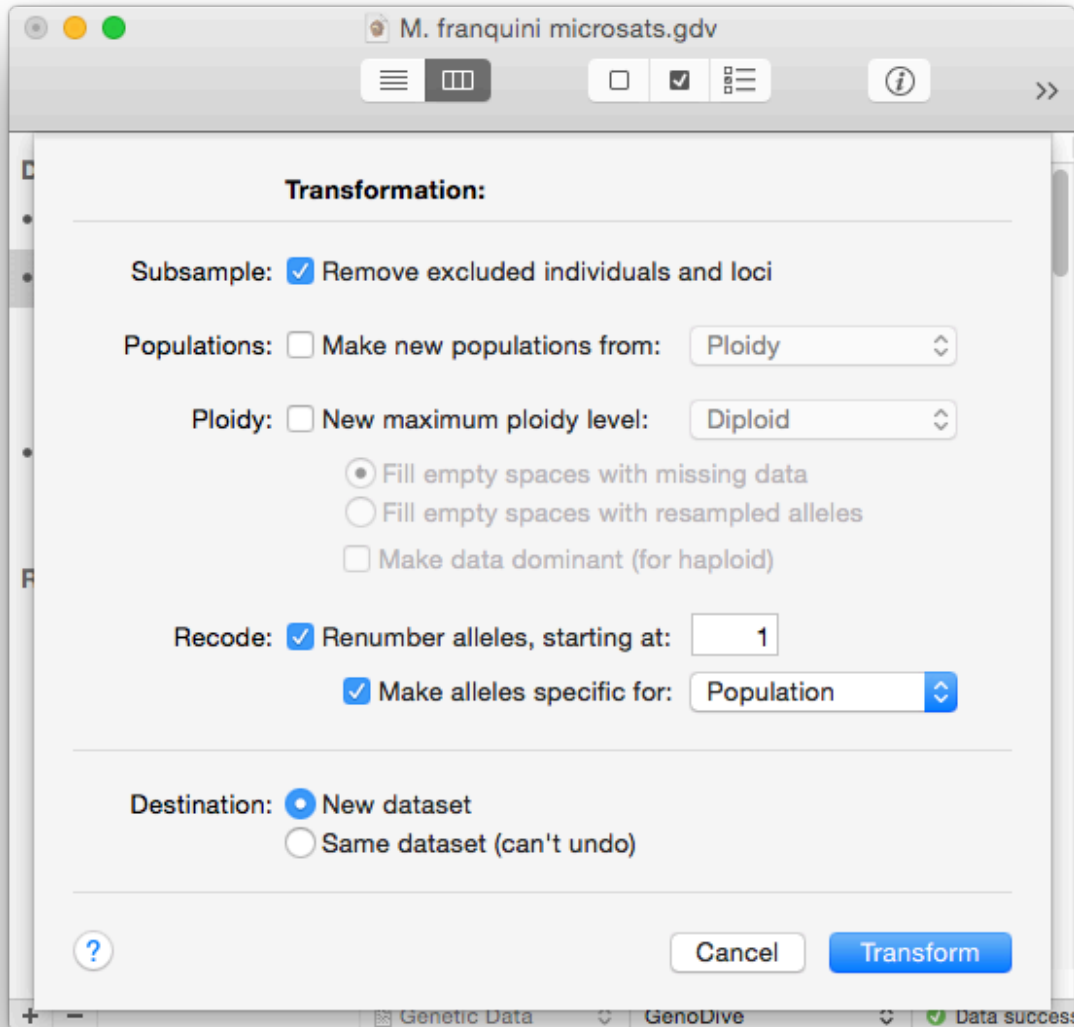 M. franquini microsats.gdv
D
Transformation:
Subsample: Remove excluded individuals and loci
Populations: Make new populations from: Ploidy
Ploidy: New maximum ploidy level: Diploid
Fill empty spaces with missing data
Fill empty spaces with resampled alleles
Make data dominant (for haploid)
R
Recode: Renumber alleles, starting at: 1
Make alleles specific for: Population
Destination: New dataset
Same dataset (can't undo)
? Cancel Transform
+ − Genetic Data GenoDive Data success